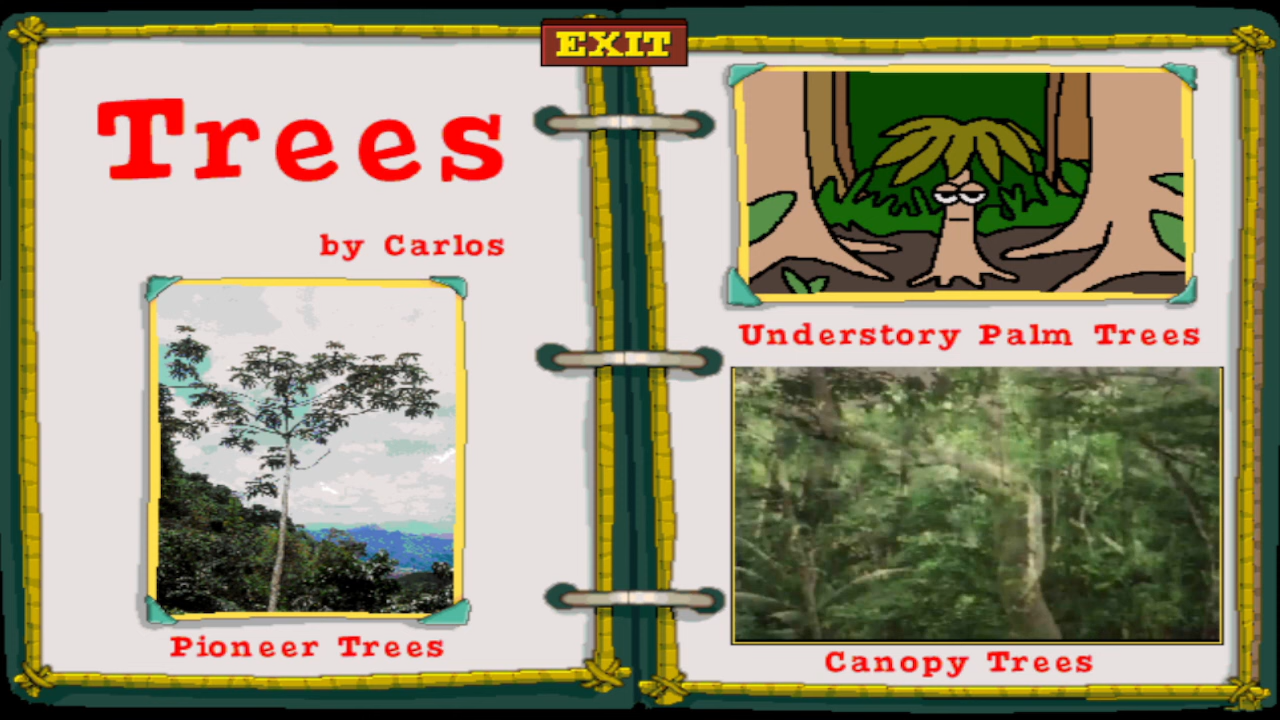 EXIT
Trees
by Carlos
Pioneer Trees
Understory Palm Trees
Canopy Trees